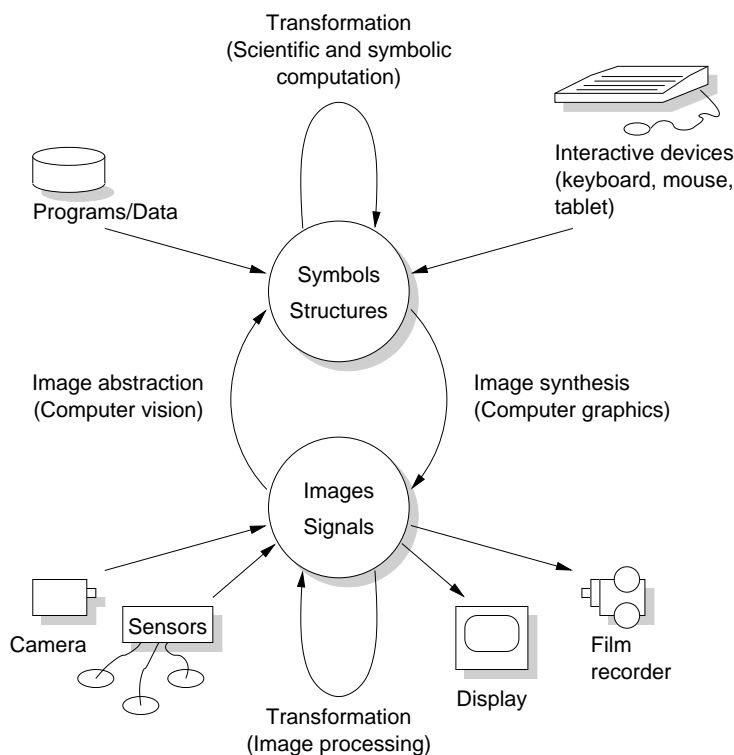 Transformation
(Scientific and symbolic
computation)
Interactive devices
(keyboard, mouse,
tablet)
Programs/Data
Symbols
Structures
Image abstraction
(Computer vision)
Image synthesis
(Computer graphics)
Images
Signals
Camera
Sensors
Display
Film
recorder
Transformation
(Image processing)